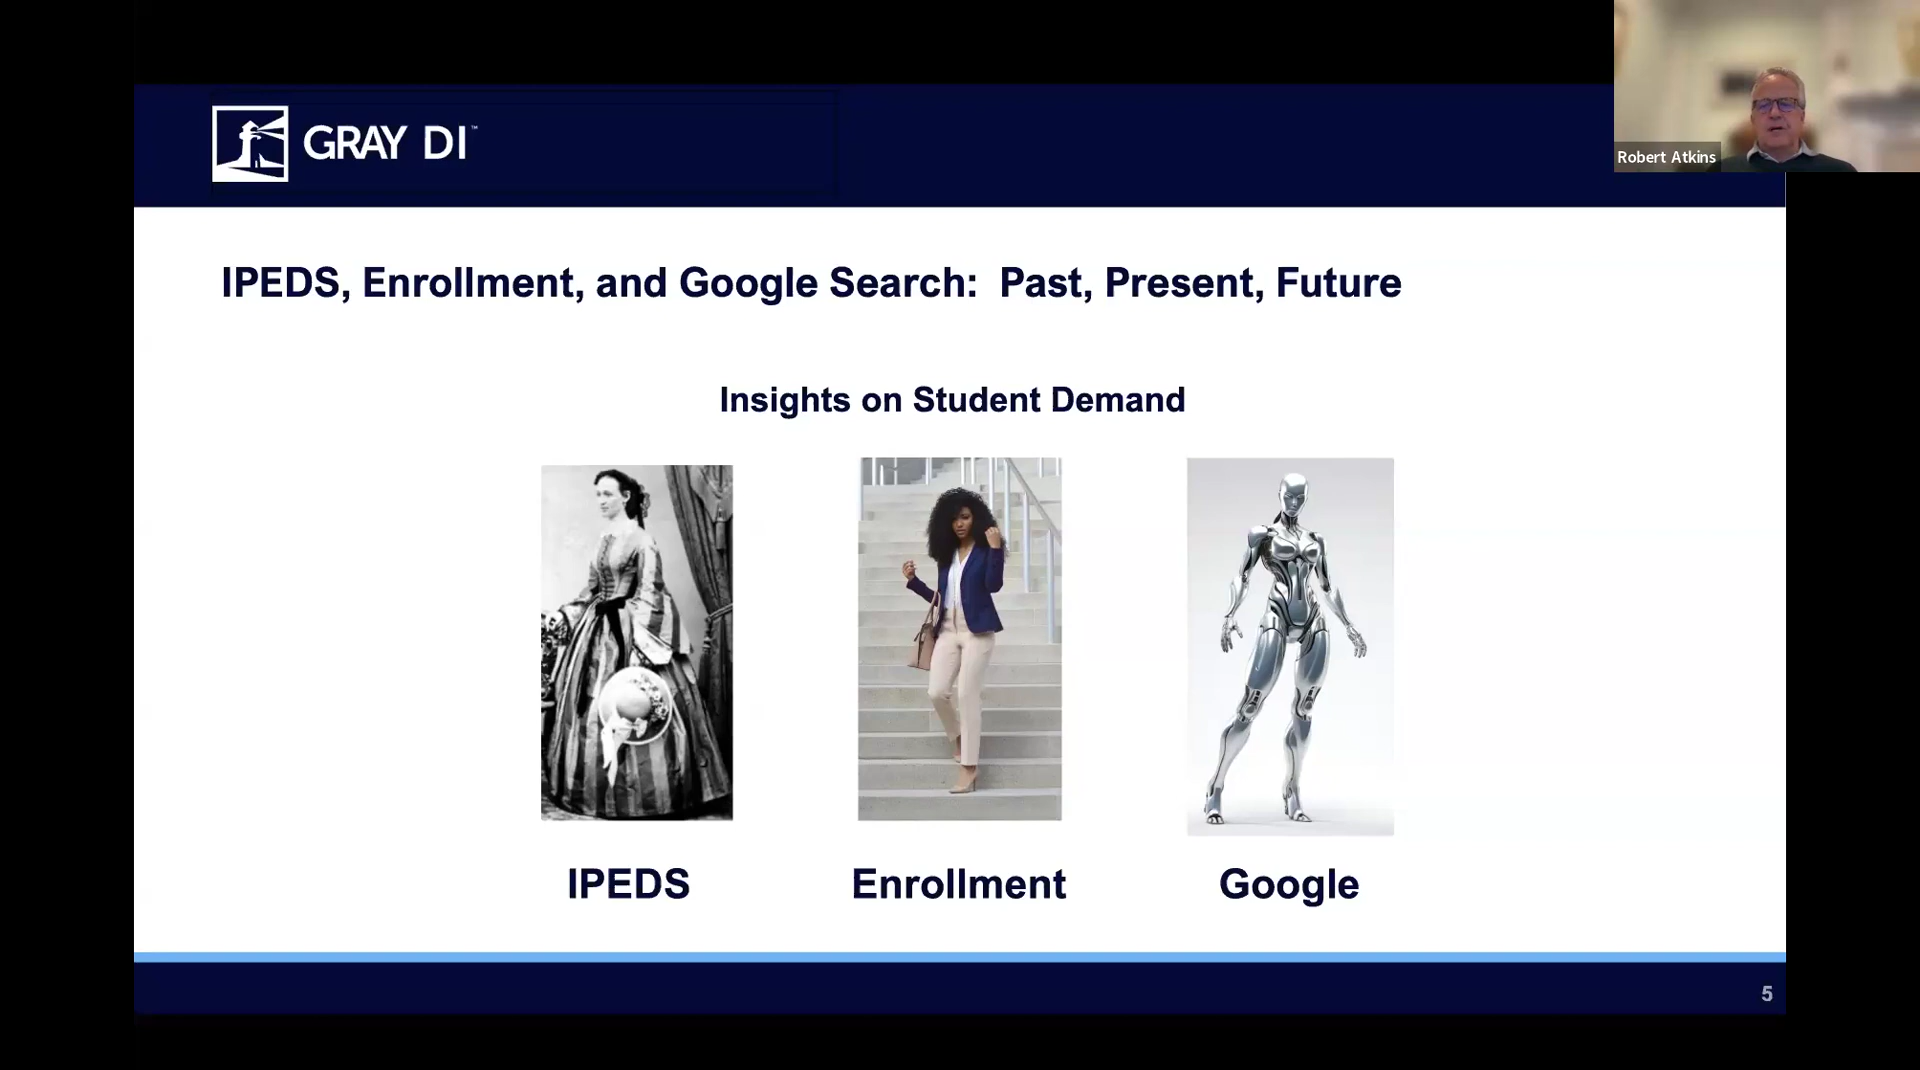 GRAY DI™
Robert Atkins
IPEDS, Enrollment, and Google Search: Past, Present, Future
Insights on Student Demand
IPEDS
Enrollment
Google
5